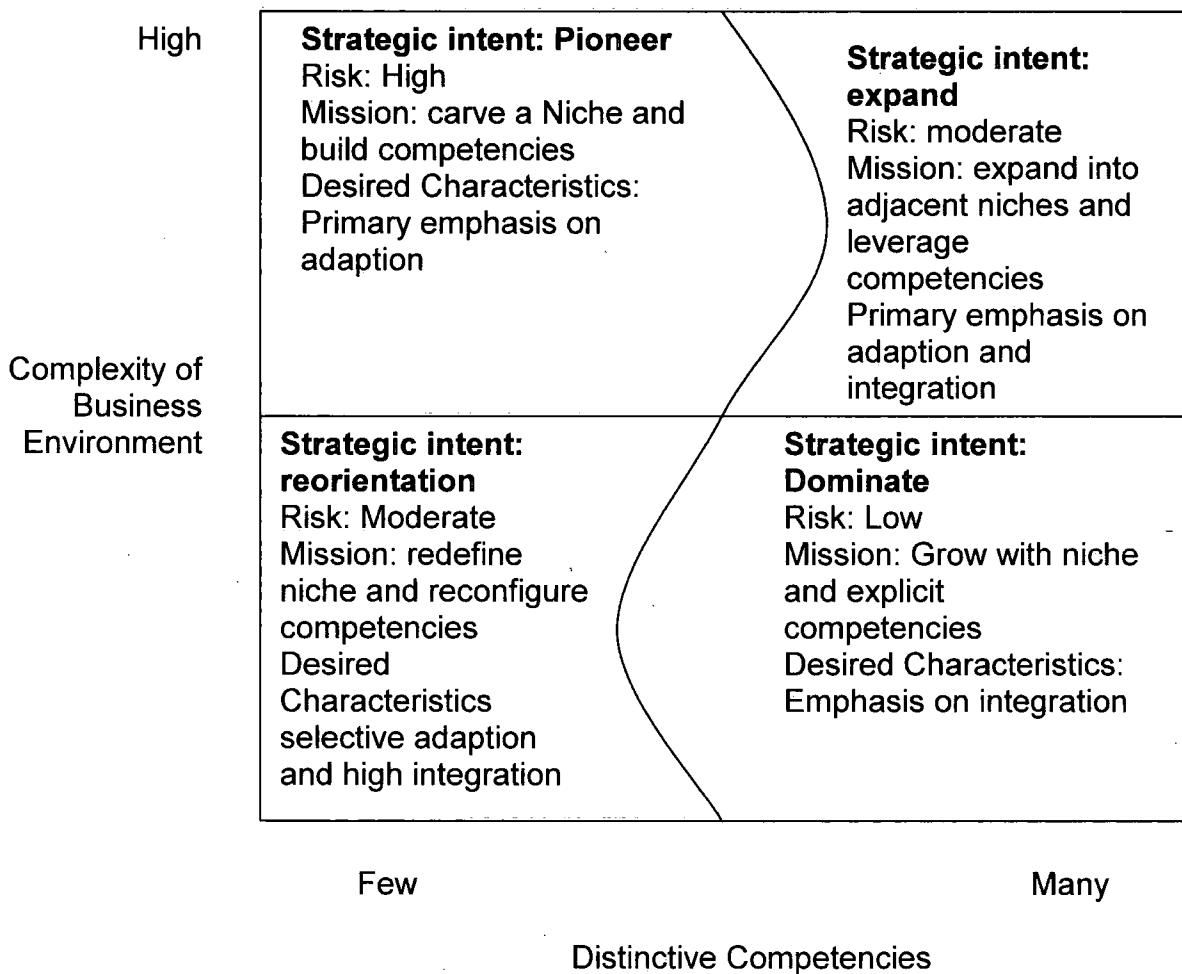 High
Strategic intent: Pioneer
Risk: High
Mission: carve a Niche and
build competencies
Desired Characteristics:
Primary emphasis on
adaption
Strategic intent:
expand
Risk: moderate
Mission: expand into
adjacent niches and
leverage
competencies
Primary emphasis on
adaption and
integration
Complexity of
Business
Environment
Strategic intent:
reorientation
Risk: Moderate
Mission: redefine
niche and reconfigure
competencies
Desired
Characteristics
selective adaption
and high integration
Strategic intent:
Dominate
Risk: Low
Mission: Grow with niche
and explicit
competencies
Desired Characteristics:
Emphasis on integration
Few
Many
Distinctive Competencies